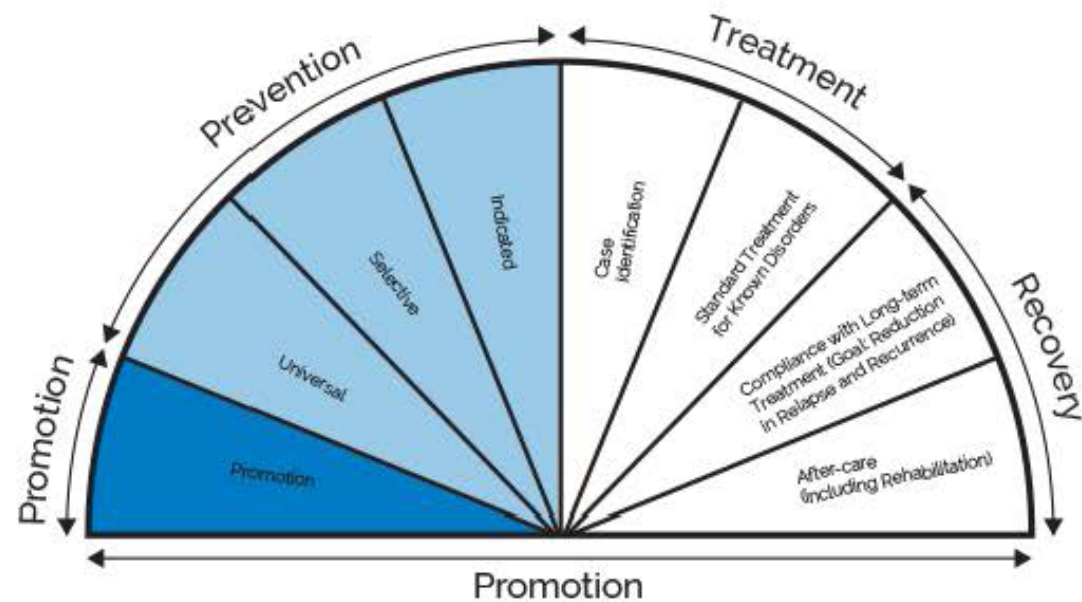 Prevention
Treatment
Promotion
Recovery
Promotion
Universal
Selective
Indicated
Case
Identification
Standard Treatment
for Known Disorders
Compliance with Long-term
Treatment (Goal: Reduction
in Relapse and Recurrence)
After-care
(Including Rehabilitation)
Promotion